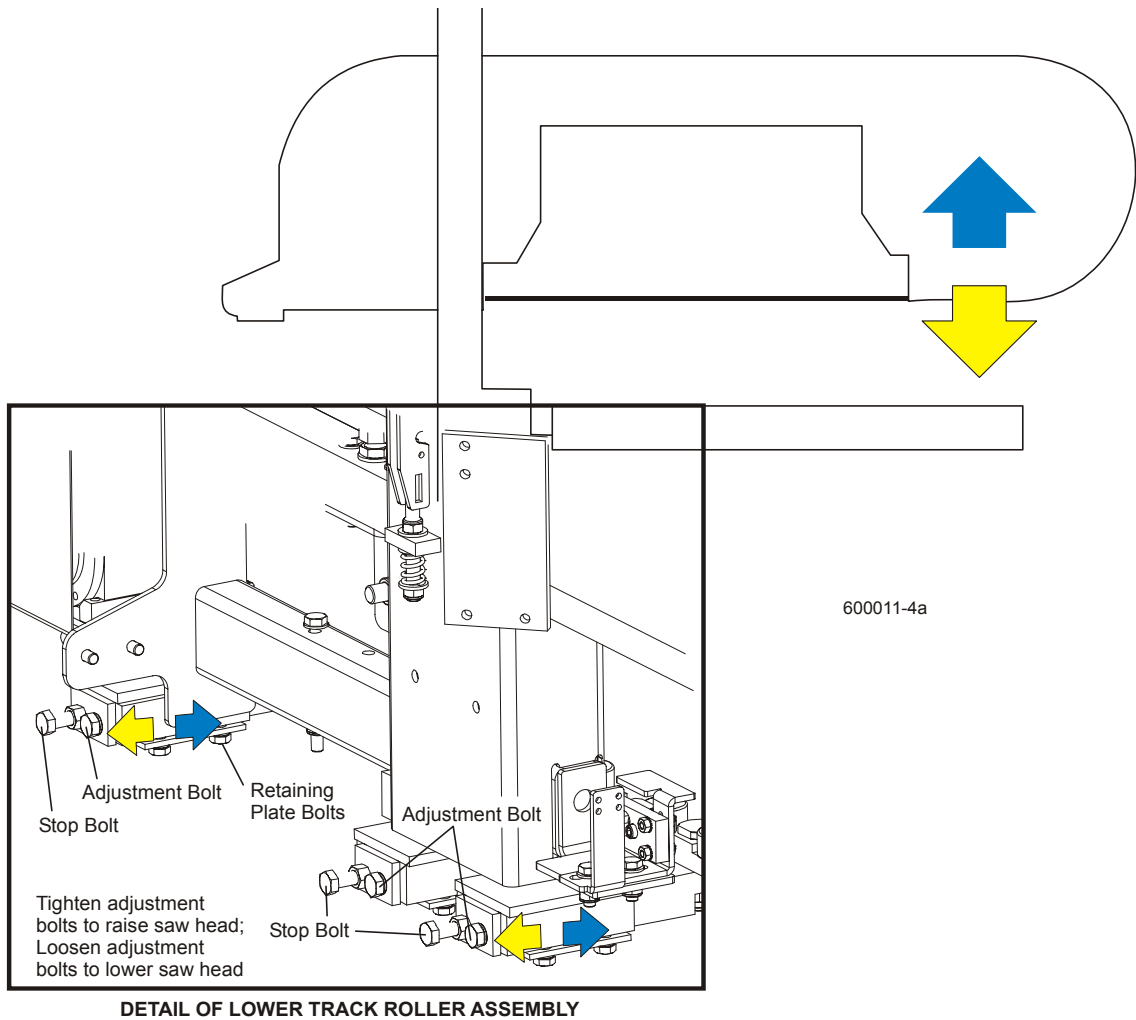 600011-4a
Adjustment Bolt
Retaining
Plate Bolts
Stop Bolt
Adjustment Bolt
Tighten adjustment
bolts to raise saw head;
Loosen adjustment
bolts to lower saw head
Stop Bolt
DETAIL OF LOWER TRACK ROLLER ASSEMBLY